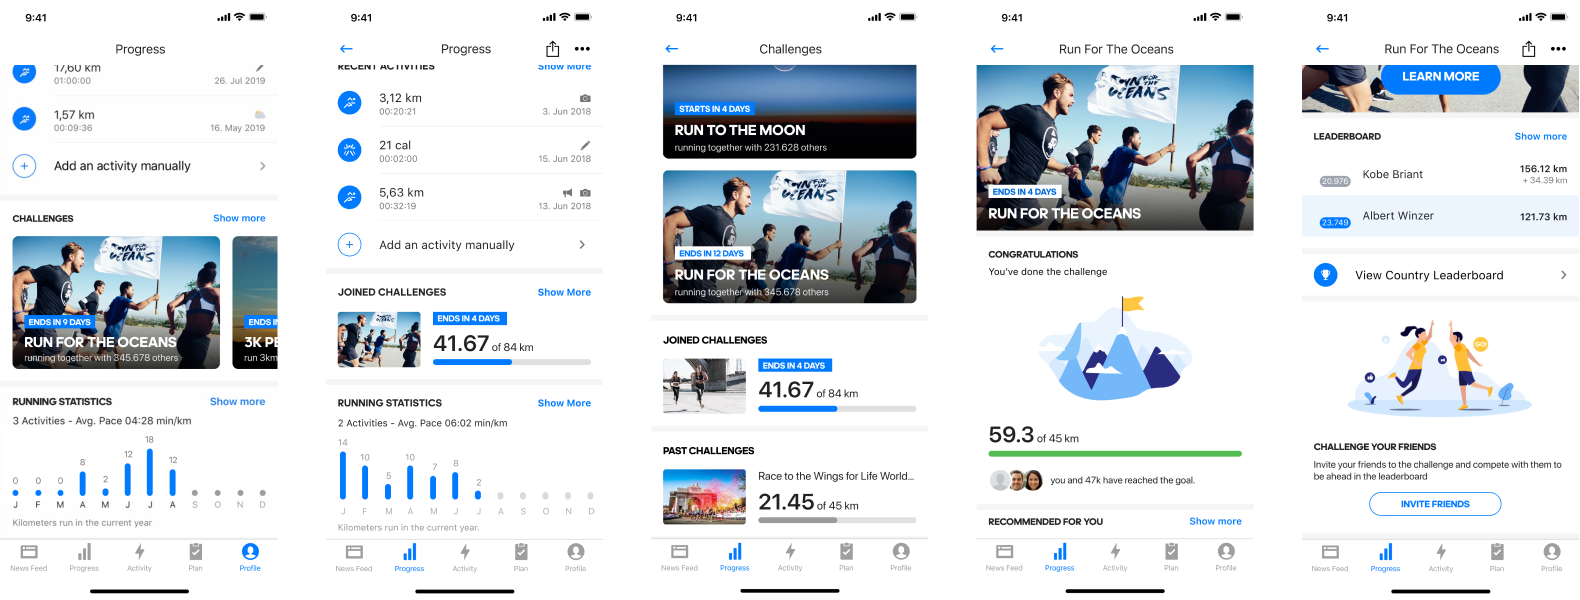 9:41
Progress
17,60 km
01:00:00
26. Jul 2019
1,57 km
00:09:36
16. May 2019
Add an activity manually
CHALLENGES
Show more
RUN FOR THE OCEANS
ENDS IN 9 DAYS
RUN FOR THE OCEANS
running together with 345.678 others
ENDS IN
3K PE
run 3km
RUNNING STATISTICS
Show more
3 Activities - Avg. Pace 04:28 min/km
0 0 0 8 2 12 18 12
J F M A M J J A S O N D
Kilometers run in the current year
News Feed
Progress
Activity
Plan
Profile
9:41
Progress
RECENT ACTIVITIES
Show More
3,12 km
00:20:21
3. Jun 2018
21 cal
00:02:00
15. Jun 2018
5,63 km
00:32:19
13. Jun 2018
Add an activity manually
JOINED CHALLENGES
Show More
ENDS IN 4 DAYS
41.67 of 84 km
RUNNING STATISTICS
Show More
2 Activities - Avg. Pace 06:02 min/km
14 10 5 10 7 8 2
J F M A M J J A S O N D
Kilometers run in the current year.
News Feed
Progress
Activity
Plan
Profile
9:41
Challenges
STARTS IN 4 DAYS
RUN TO THE MOON
running together with 231.628 others
RUN FOR THE OCEANS
ENDS IN 12 DAYS
RUN FOR THE OCEANS
running together with 345.678 others
JOINED CHALLENGES
ENDS IN 4 DAYS
41.67 of 84 km
PAST CHALLENGES
Race to the Wings for Life World...
21.45 of 45 km
News Feed
Progress
Activity
Plan
Profile
9:41
Run For The Oceans
RUN FOR THE OCEANS
ENDS IN 4 DAYS
RUN FOR THE OCEANS
CONGRATULATIONS
You've done the challenge
59.3 of 45 km
you and 47k have reached the goal.
RECOMMENDED FOR YOU
Show more
News Feed
Progress
Activity
Plan
Profile
9:41
Run For The Oceans
LEARN MORE
LEADERBOARD
Show more
20.976
Kobe Briant
156.12 km
+ 34.39 km
23.749
Albert Winzer
121.73 km
View Country Leaderboard
GO!
CHALLENGE YOUR FRIENDS
Invite your friends to the challenge and compete with them to
be ahead in the leaderboard
INVITE FRIENDS
News Feed
Progress
Activity
Plan
Profile